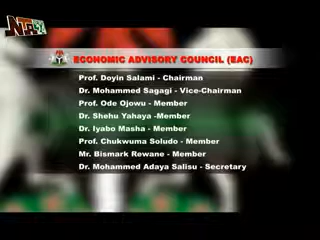 ECONOMIC ADVISORY COUNCIL (EAC)
Prof. Doyin Salami - Chairman
Dr. Mohammed Sagagi - Vice-Chairman
Prof. Ode Ojowu - Member
Dr. Shehu Yahaya -Member
Dr. Iyabo Masha - Member
Prof. Chukwuma Soludo - Member
Mr. Bismark Rewane - Member
Dr. Mohammed Adaya Salisu - Secretary